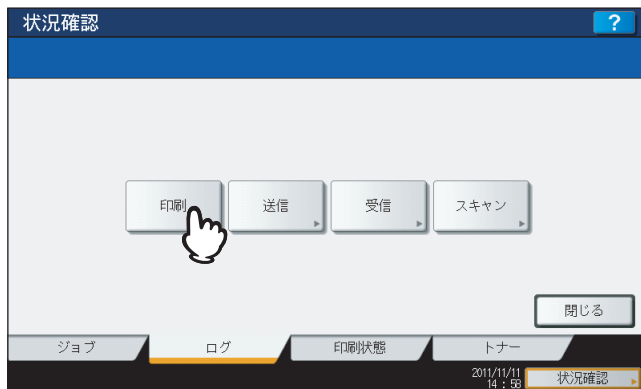 状況確認
?
印刷
送信
受信
スキャン
閉じる
ジョブ
ログ
印刷状態
トナー
2011/11/11
14:58
状況確認